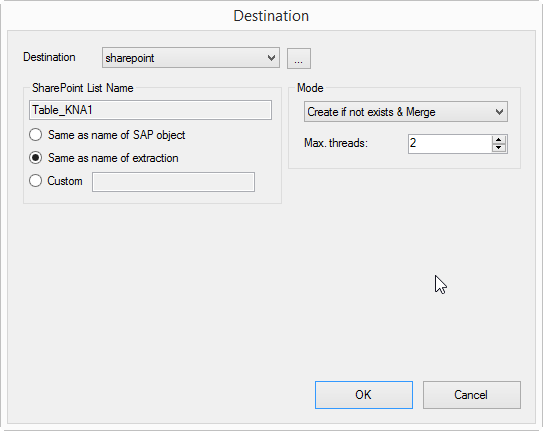 Destination
Destination sharepoint ...
SharePoint List Name
Table_KNA1
Same as name of SAP object
Same as name of extraction
Custom
Mode
Create if not exists & Merge
Max. threads: 2
OK Cancel